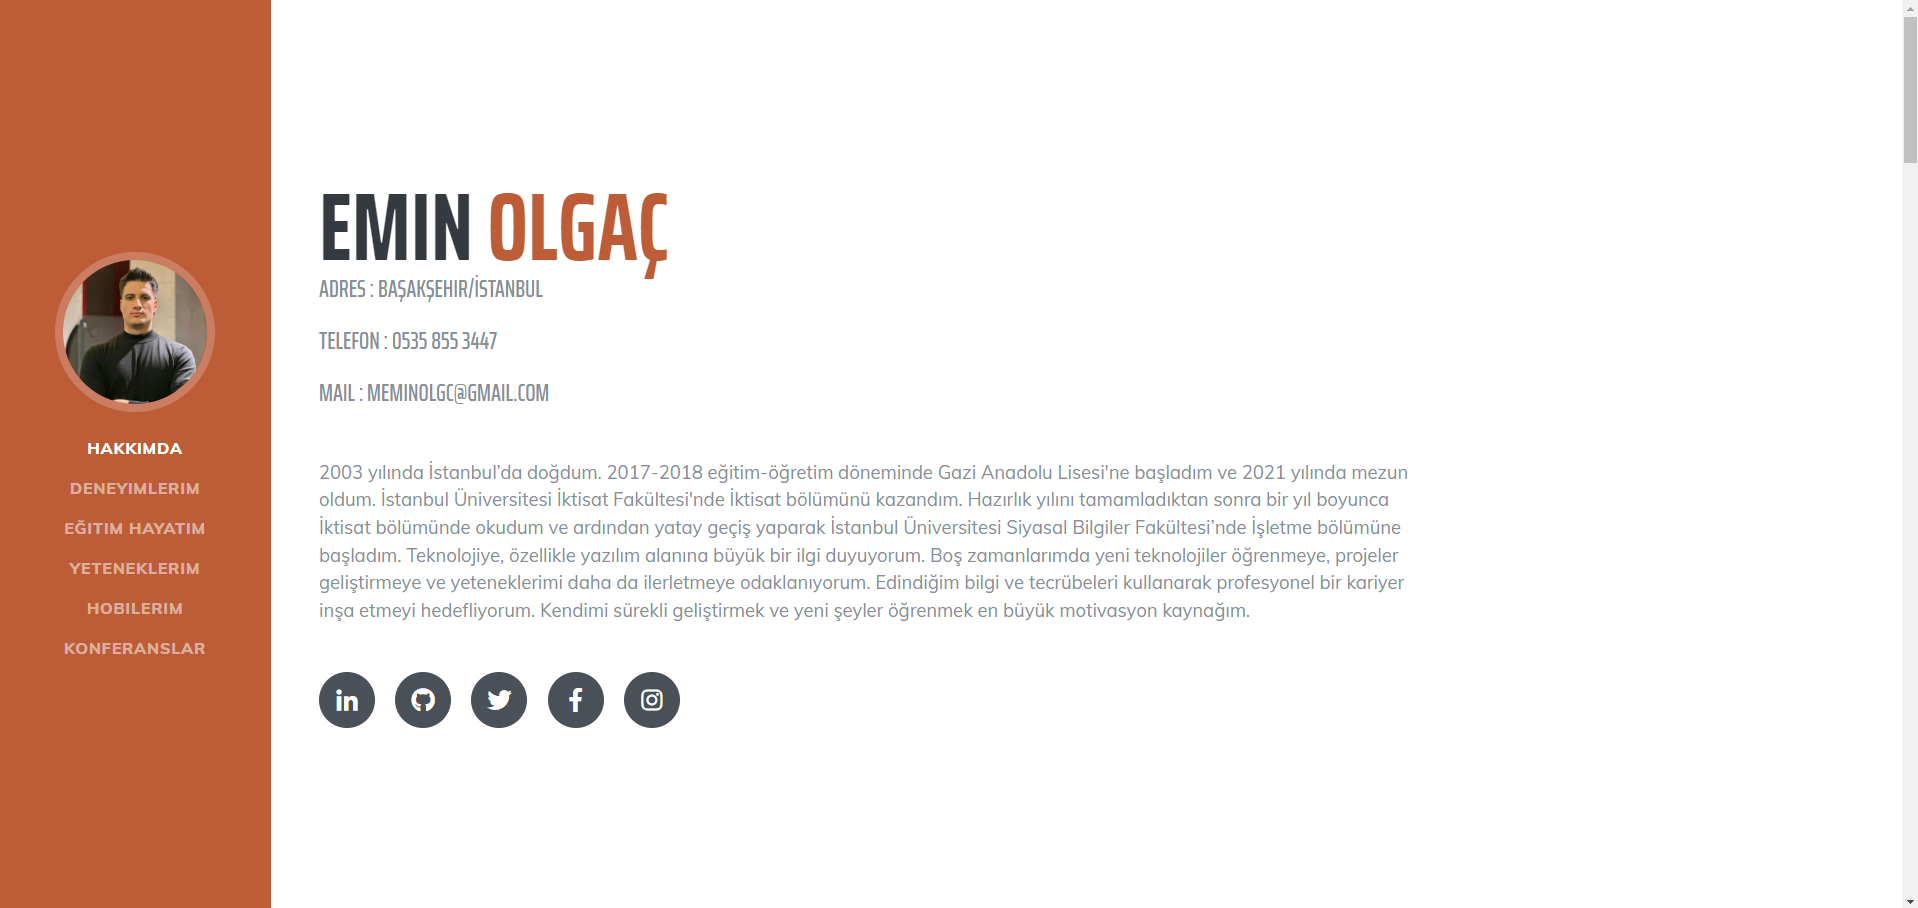 HAKKIMDA
DENEYIMLERIM
EĞITIM HAYATIM
YETENEKLERIM
HOBILERIM
KONFERANSLAR
EMIN OLGAÇ
ADRES : BAŞAKŞEHIR/İSTANBUL
TELEFON : 0535 855 3447
MAIL : MEMINOLGC@GMAIL.COM
2003 yılında İstanbul’da doğdum. 2017-2018 eğitim-öğretim döneminde Gazi Anadolu Lisesi'ne başladım ve 2021 yılında mezun
oldum. İstanbul Üniversitesi İktisat Fakültesi'nde İktisat bölümünü kazandım. Hazırlık yılını tamamladıktan sonra bir yıl boyunca
İktisat bölümünde okudum ve ardından yatay geçiş yaparak İstanbul Üniversitesi Siyasal Bilgiler Fakültesi’nde İşletme bölümüne
başladım. Teknolojiye, özellikle yazılım alanına büyük bir ilgi duyuyorum. Boş zamanlarımda yeni teknolojiler öğrenmeye, projeler
geliştirmeye ve yeteneklerimi daha da ilerletmeye odaklanıyorum. Edindiğim bilgi ve tecrübeleri kullanarak profesyonel bir kariyer
inşa etmeyi hedefliyorum. Kendimi sürekli geliştirmek ve yeni şeyler öğrenmek en büyük motivasyon kaynağım.